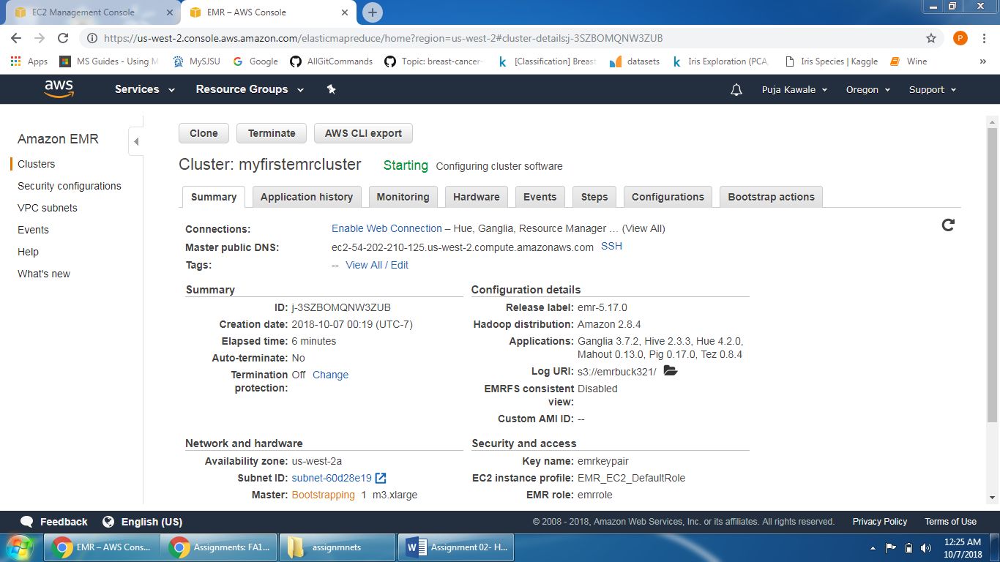 EC2 Management Console
EMR – AWS Console
https://us-west-2.console.aws.amazon.com/elasticmapreduce/home?region=us-west-2#cluster-details:j-3SZBOMQNW3ZUB
P
Apps
MS Guides - Using M
MySJSU
Google
AllGitCommands
Topic: breast-cancer-
[Classification] Breast
datasets
Iris Exploration (PCA,
Iris Species | Kaggle
Wine
»
aws
Services
Resource Groups
Puja Kawale
Oregon
Support
Amazon EMR
Clusters
Security configurations
VPC subnets
Events
Help
What's new
Clone
Terminate
AWS CLI export
Cluster: myfirstemrcluster Starting Configuring cluster software
Summary
Application history
Monitoring
Hardware
Events
Steps
Configurations
Bootstrap actions
Connections: Enable Web Connection – Hue, Ganglia, Resource Manager … (View All)
Master public DNS: ec2-54-202-210-125.us-west-2.compute.amazonaws.com SSH
Tags: -- View All / Edit
Summary
ID: j-3SZBOMQNW3ZUB
Creation date: 2018-10-07 00:19 (UTC-7)
Elapsed time: 6 minutes
Auto-terminate: No
Termination Off Change
protection:
Configuration details
Release label: emr-5.17.0
Hadoop distribution: Amazon 2.8.4
Applications: Ganglia 3.7.2, Hive 2.3.3, Hue 4.2.0,
Mahout 0.13.0, Pig 0.17.0, Tez 0.8.4
Log URI: s3://emrbuck321/
EMRFS consistent Disabled
view:
Custom AMI ID: --
Network and hardware
Availability zone: us-west-2a
Subnet ID: subnet-60d28e19
Master: Bootstrapping 1 m3.xlarge
Security and access
Key name: emrkeypair
EC2 instance profile: EMR_EC2_DefaultRole
EMR role: emrrole
Feedback
English (US)
© 2008 - 2018, Amazon Web Services, Inc. or its affiliates. All rights reserved.
Privacy Policy
Terms of Use
EMR – AWS Cons...
Assignments: FA1...
assignmnets
Assignment 02- H...
12:25 AM
10/7/2018